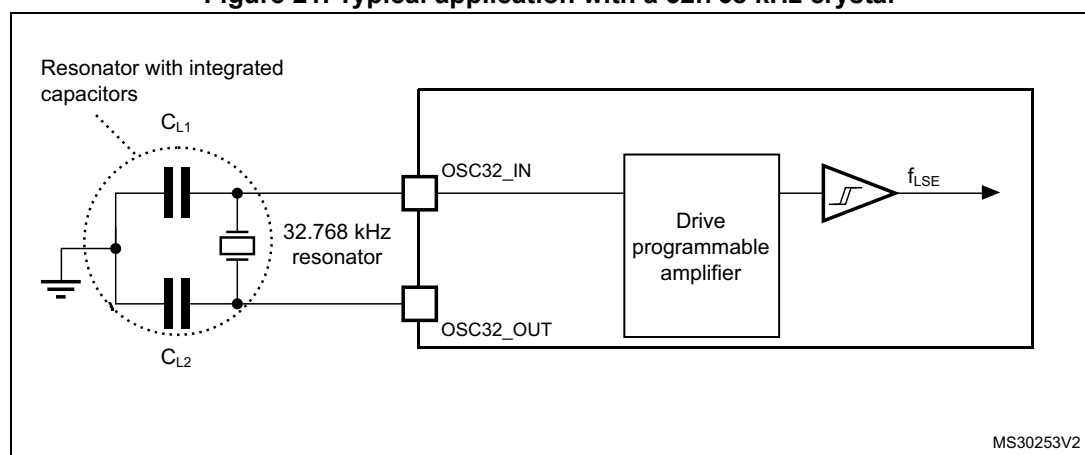 Figure 21. Typical application with a 32.768 kHz crystal
Resonator with integrated
capacitors
CL1
OSC32_IN
fLSE
32.768 kHz
resonator
Drive
programmable
amplifier
OSC32_OUT
CL2
MS30253V2